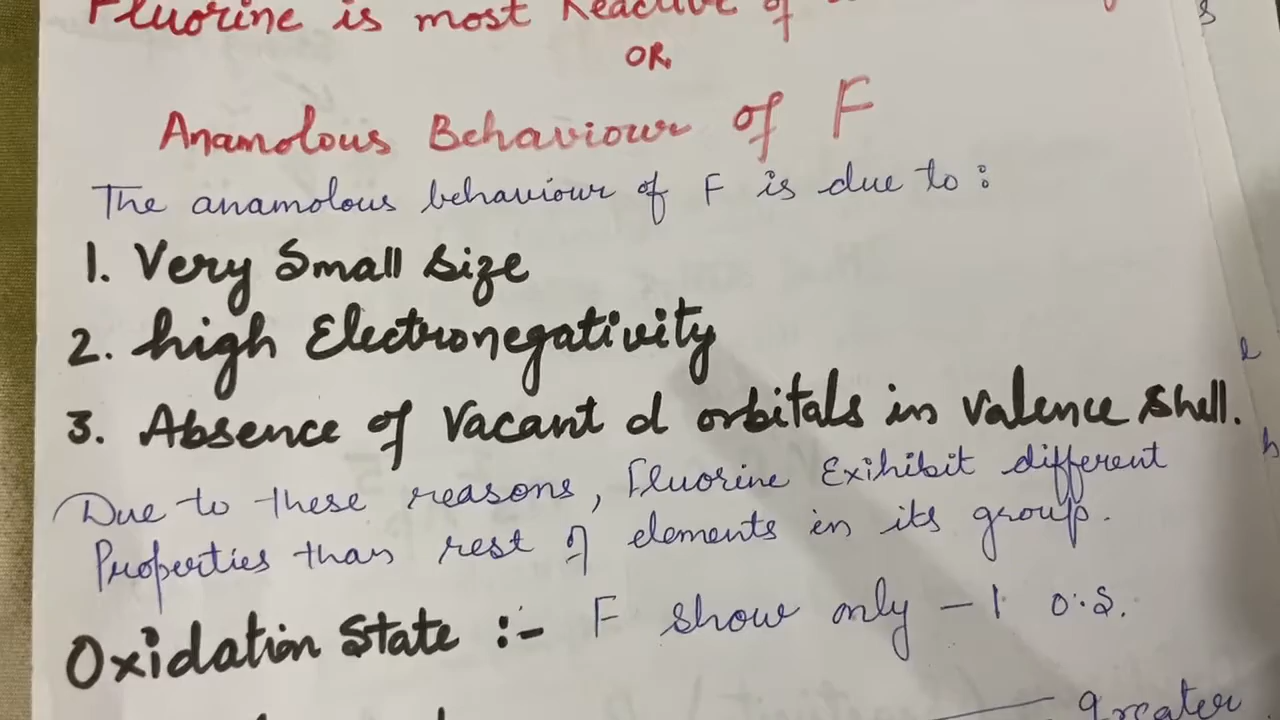 Fluorine is most Reactive of
OR
Anamolous Behaviour of F
The anamolous behaviour of F is due to :
1. Very Small Size
2. high Electronegativity
3. Absence of Vacant d orbitals in Valence Shell.
Due to these reasons, Fluorine Exihibit different
Properties than rest of elements in its group.
Oxidation State :- F show only -1 o.s.
greater